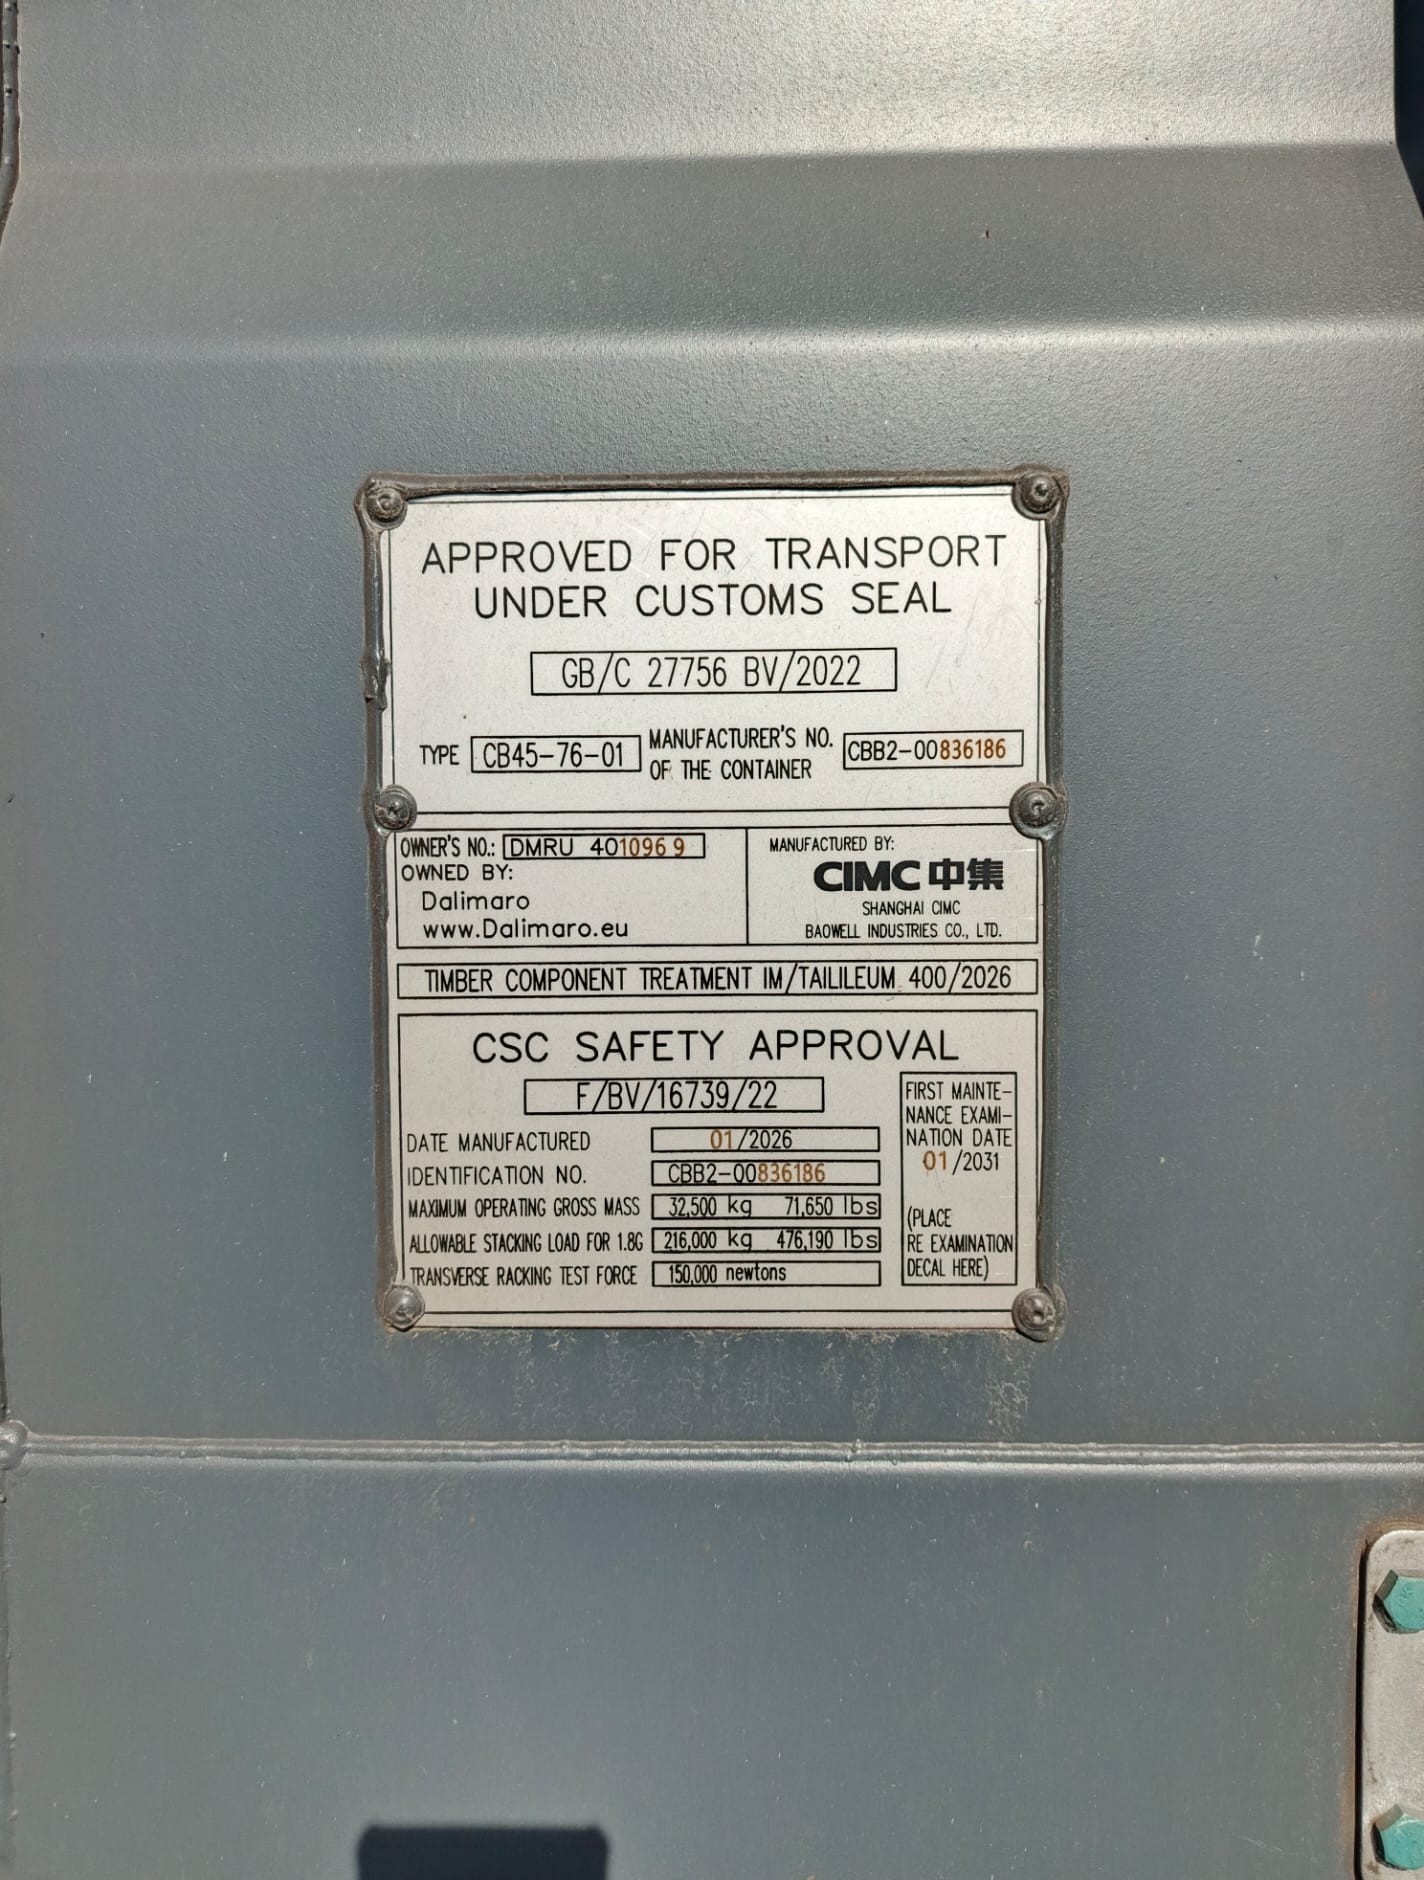 APPROVED FOR TRANSPORT
UNDER CUSTOMS SEAL
GB/C 27756 BV/2022
TYPE CB45-76-01
MANUFACTURER'S NO.
OF THE CONTAINER
CBB2-00836186
OWNER'S NO.: DMRU 401096 9
OWNED BY:
Dalimaro
www.Dalimaro.eu
MANUFACTURED BY:
CIMC 中集
SHANGHAI CIMC
BAOWELL INDUSTRIES CO., LTD.
TIMBER COMPONENT TREATMENT IM/TAILILEUM 400/2026
CSC SAFETY APPROVAL
F/BV/16739/22
DATE MANUFACTURED 01/2026
IDENTIFICATION NO. CBB2-00836186
MAXIMUM OPERATING GROSS MASS 32,500 kg 71,650 lbs
ALLOWABLE STACKING LOAD FOR 1.8G 216,000 kg 476,190 lbs
TRANSVERSE RACKING TEST FORCE 150,000 newtons
FIRST MAINTE-
NANCE EXAMI-
NATION DATE
01/2031
(PLACE
RE EXAMINATION
DECAL HERE)